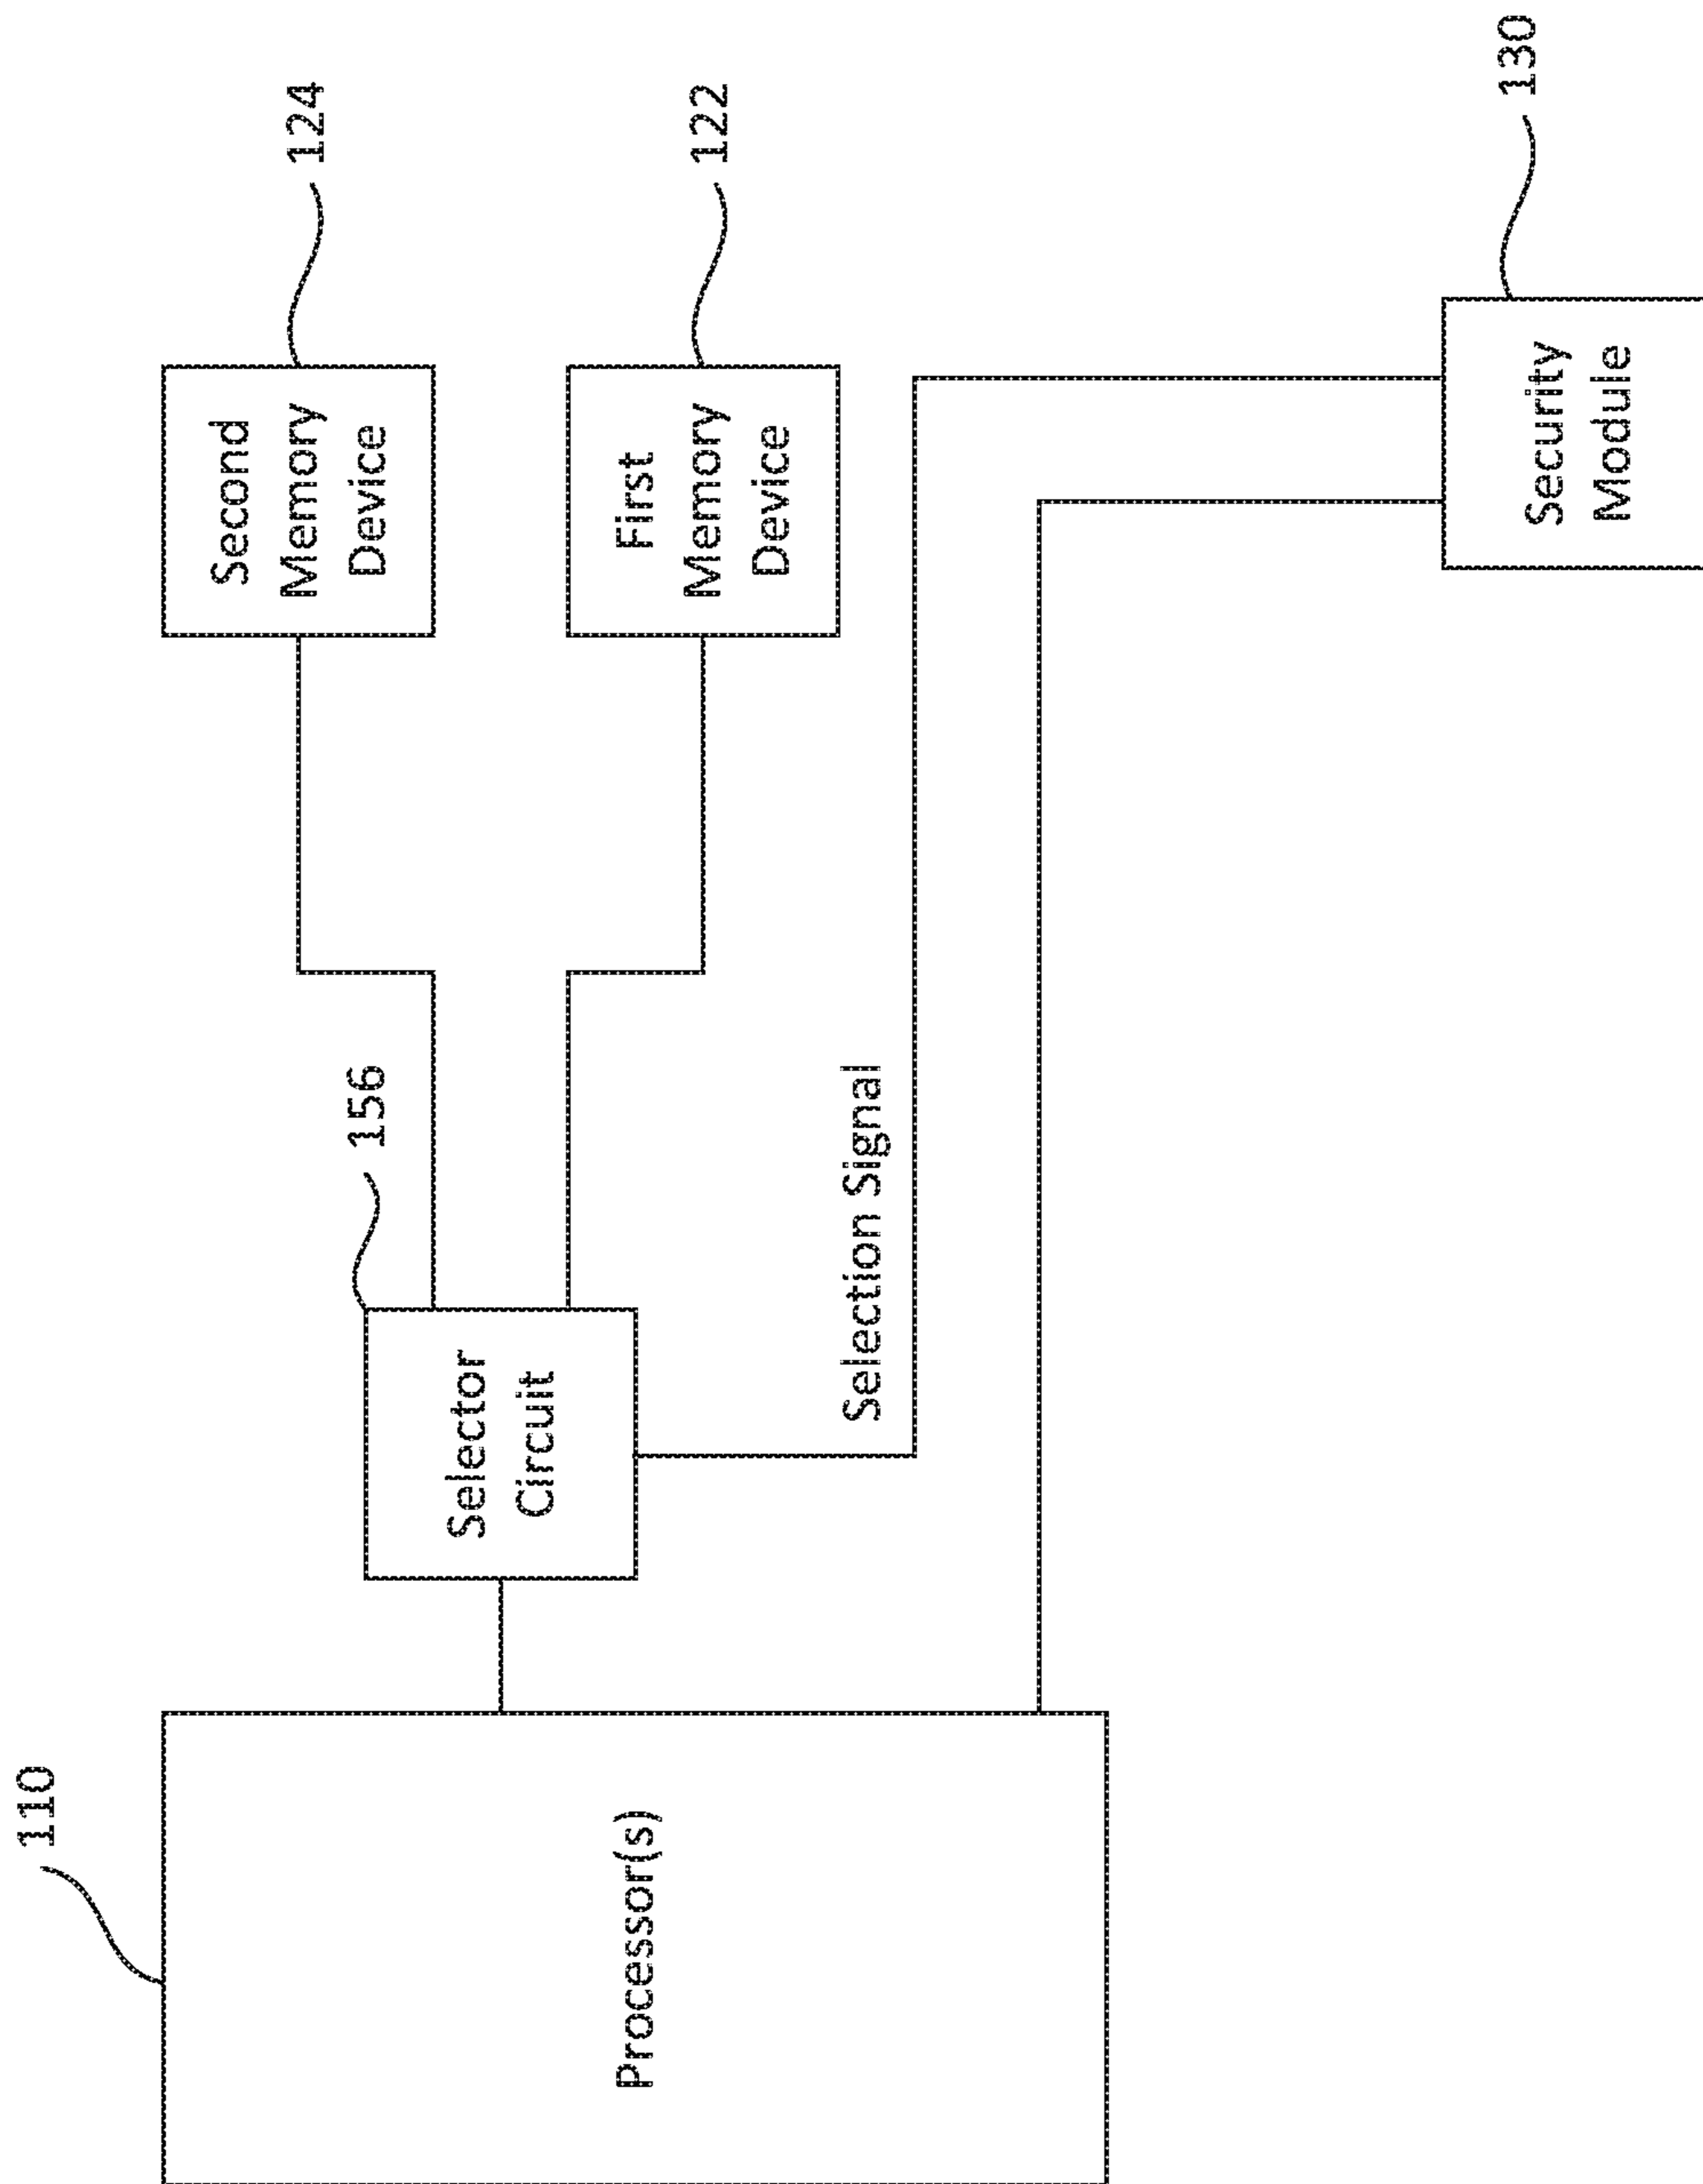 110
Processor(s)
156
Selector
Circuit
Selection Signal
124
Second
Memory
Device
122
First
Memory
Device
130
Security
Module